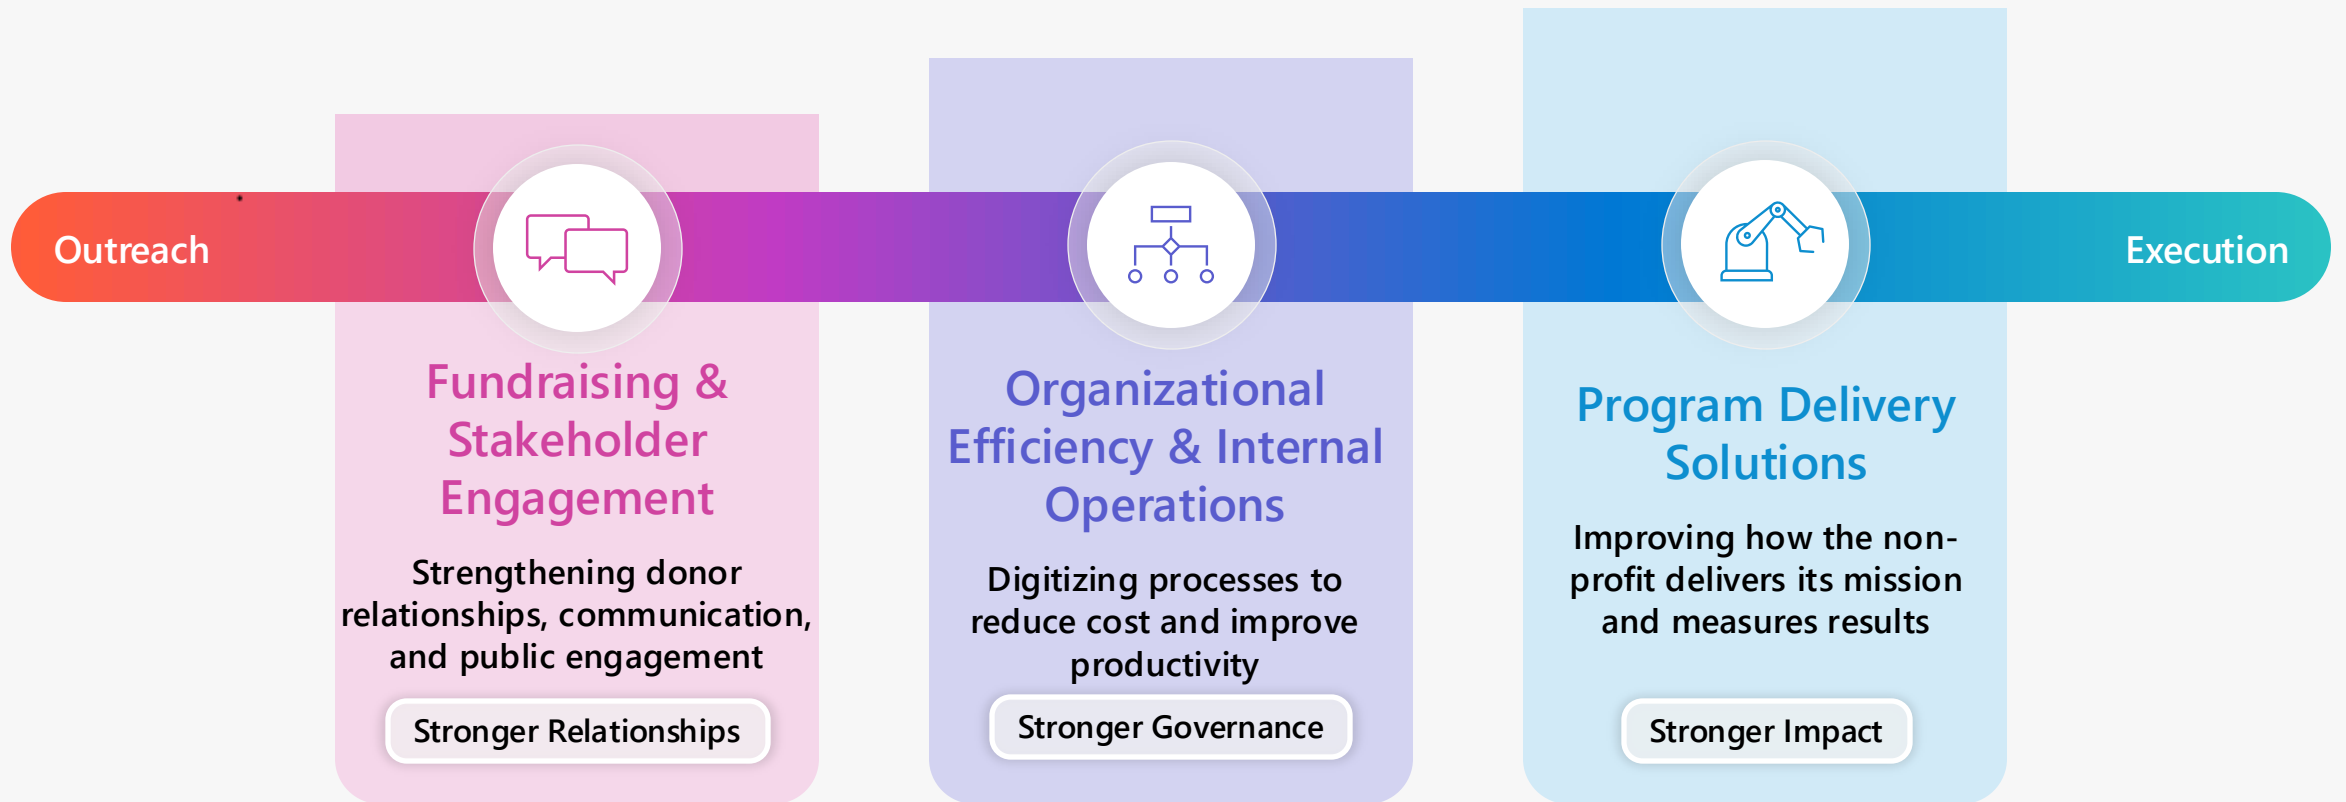 Outreach
Execution
Fundraising &
Stakeholder
Engagement
Strengthening donor
relationships, communication,
and public engagement
Stronger Relationships
Organizational
Efficiency & Internal
Operations
Digitizing processes to
reduce cost and improve
productivity
Stronger Governance
Program Delivery
Solutions
Improving how the non-
profit delivers its mission
and measures results
Stronger Impact